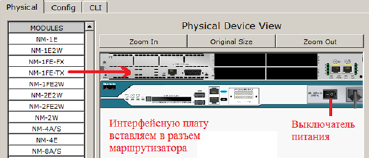 Physical
Config
CLI
MODULES
Physical Device View
NM-1E
Zoom In
Original Size
Zoom Out
NM-1E2W
NM-1FE-FX
NM-1FE-TX
NM-1FE2W
NM-2E2W
NM-2FE2W
NM-2W
NM-4A/S
NM-4E
NM-8A/S
Интерфейсную плату
вставляем в разъем
маршрутизатора
Выключатель
питания